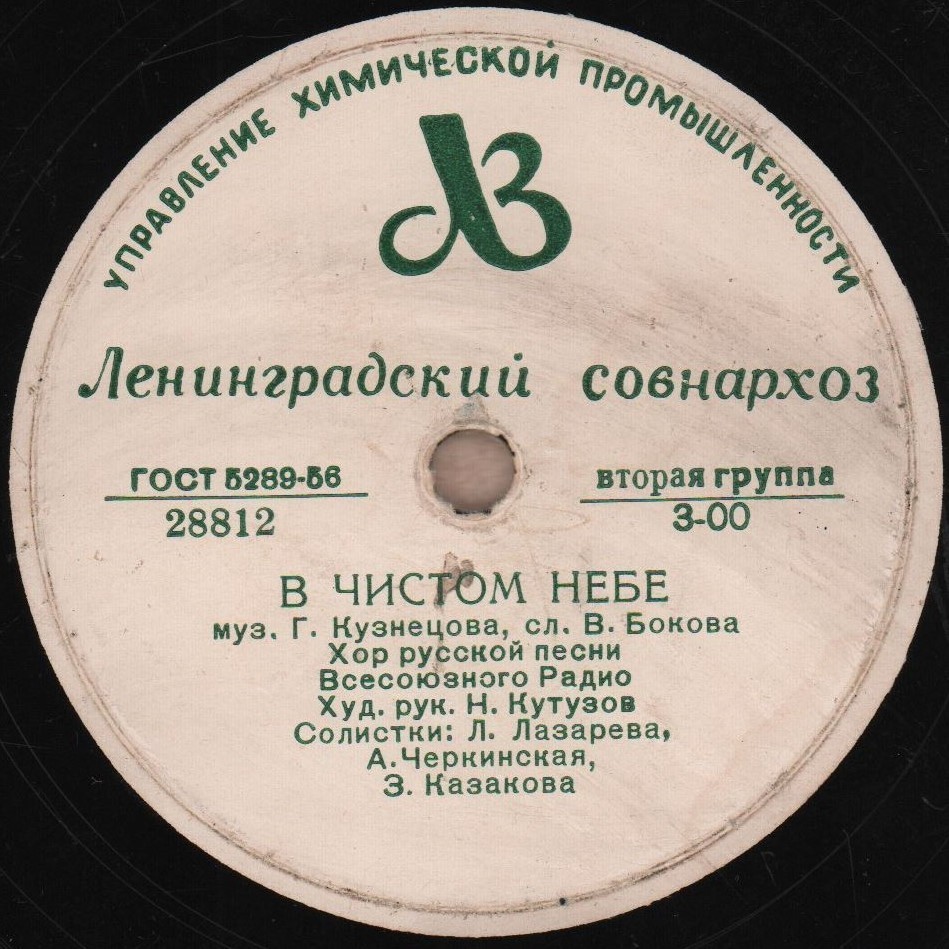 УПРАВЛЕНИЕ ХИМИЧЕСКОЙ ПРОМЫШЛЕННОСТИ
ЛВ
Ленинградский совнархоз
ГОСТ 5289-56 вторая группа
28812 3-00
В ЧИСТОМ НЕБЕ
муз. Г. Кузнецова, сл. В. Бокова
Хор русской песни
Всесоюзного Радио
Худ. рук. Н. Кутузов
Солистки: Л. Лазарева,
А.Черкинская,
З. Казакова